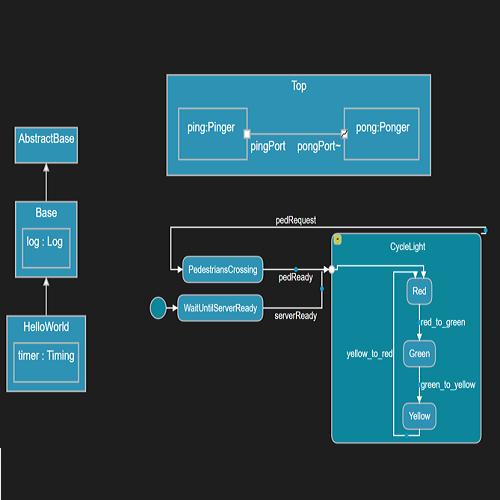 Top
ping:Pinger
pong:Ponger
pingPort
pongPort~
AbstractBase
Base
log : Log
HelloWorld
timer : Timing
pedRequest
CycleLight
PedestriansCrossing
pedReady
WaitUntilServerReady
serverReady
Red
red_to_green
Green
yellow_to_red
green_to_yellow
Yellow